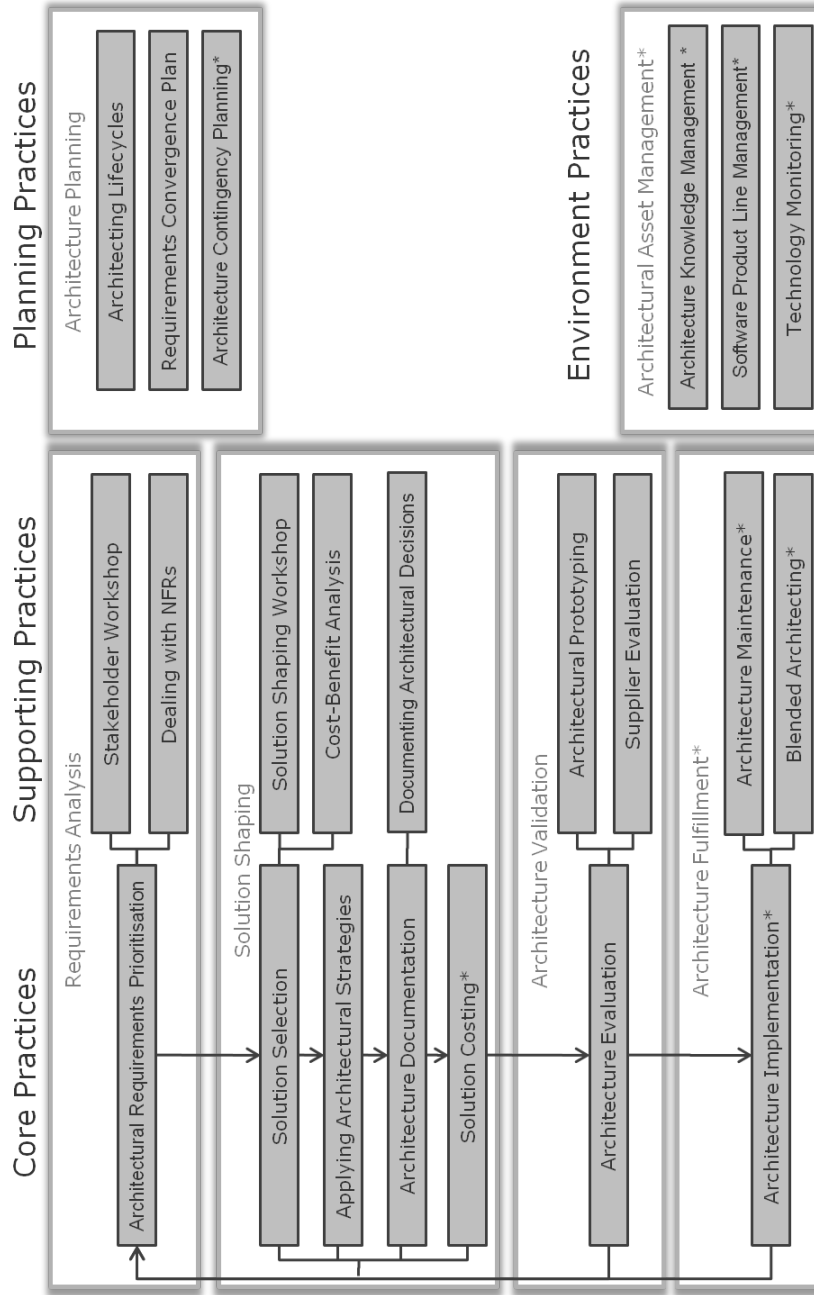 Core Practices
Supporting Practices
Planning Practices
Requirements Analysis
Architectural Requirements Prioritisation
Stakeholder Workshop
Dealing with NFRs
Solution Shaping
Solution Selection
Solution Shaping Workshop
Cost-Benefit Analysis
Applying Architectural Strategies
Architecture Documentation
Documenting Architectural Decisions
Solution Costing*
Architecture Validation
Architecture Evaluation
Architectural Prototyping
Supplier Evaluation
Architecture Fulfillment*
Architecture Implementation*
Architecture Maintenance*
Blended Architecting*
Architecture Planning
Architecting Lifecycles
Requirements Convergence Plan
Architecture Contingency Planning*
Environment Practices
Architectural Asset Management*
Architecture Knowledge Management *
Software Product Line Management*
Technology Monitoring*